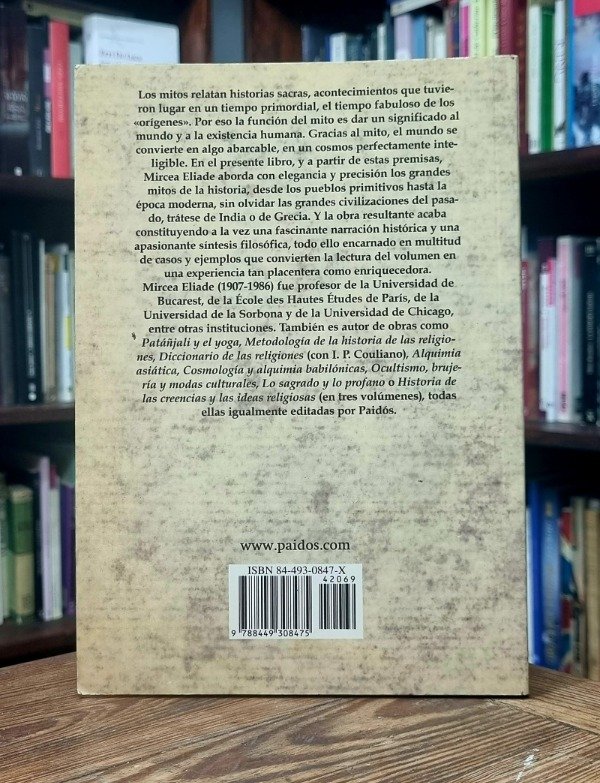 Los mitos relatan historias sacras, acontecimientos que tuvie-
ron lugar en un tiempo primordial, el tiempo fabuloso de los
«orígenes». Por eso la función del mito es dar un significado al
mundo y a la existencia humana. Gracias al mito, el mundo se
convierte en algo abarcable, en un cosmos perfectamente inte-
ligible. En el presente libro, y a partir de estas premisas,
Mircea Eliade aborda con elegancia y precisión los grandes
mitos de la historia, desde los pueblos primitivos hasta la
época moderna, sin olvidar las grandes civilizaciones del pasa-
do, trátese de India o de Grecia. Y la obra resultante acaba
constituyendo a la vez una fascinante narración histórica y una
apasionante síntesis filosófica, todo ello encarnado en multitud
de casos y ejemplos que convierten la lectura del volumen en
una experiencia tan placentera como enriquecedora.
Mircea Eliade (1907-1986) fue profesor de la Universidad de
Bucarest, de la École des Hautes Études de París, de la
Universidad de la Sorbona y de la Universidad de Chicago,
entre otras instituciones. También es autor de obras como
Patáñjali y el yoga, Metodología de la historia de las religio-
nes, Diccionario de las religiones (con I. P. Couliano), Alquimia
asiática, Cosmología y alquimia babilónicas, Ocultismo, bruje-
ría y modas culturales, Lo sagrado y lo profano o Historia de
las creencias y las ideas religiosas (en tres volúmenes), todas
ellas igualmente editadas por Paidós.
www.paidos.com
ISBN 84-493-0847-X
42069
9 788449 308475